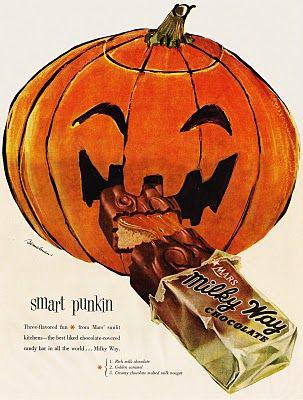 MARS
Milky Way
CHOCOLATE
smart punkin
Three-flavored fun * from Mars' sunlit
kitchens—the best liked chocolate-covered
candy bar in all the world . . . Milky Way.
* 1. Rich milk chocolate
2. Golden caramel
3. Creamy chocolate malted milk nougat